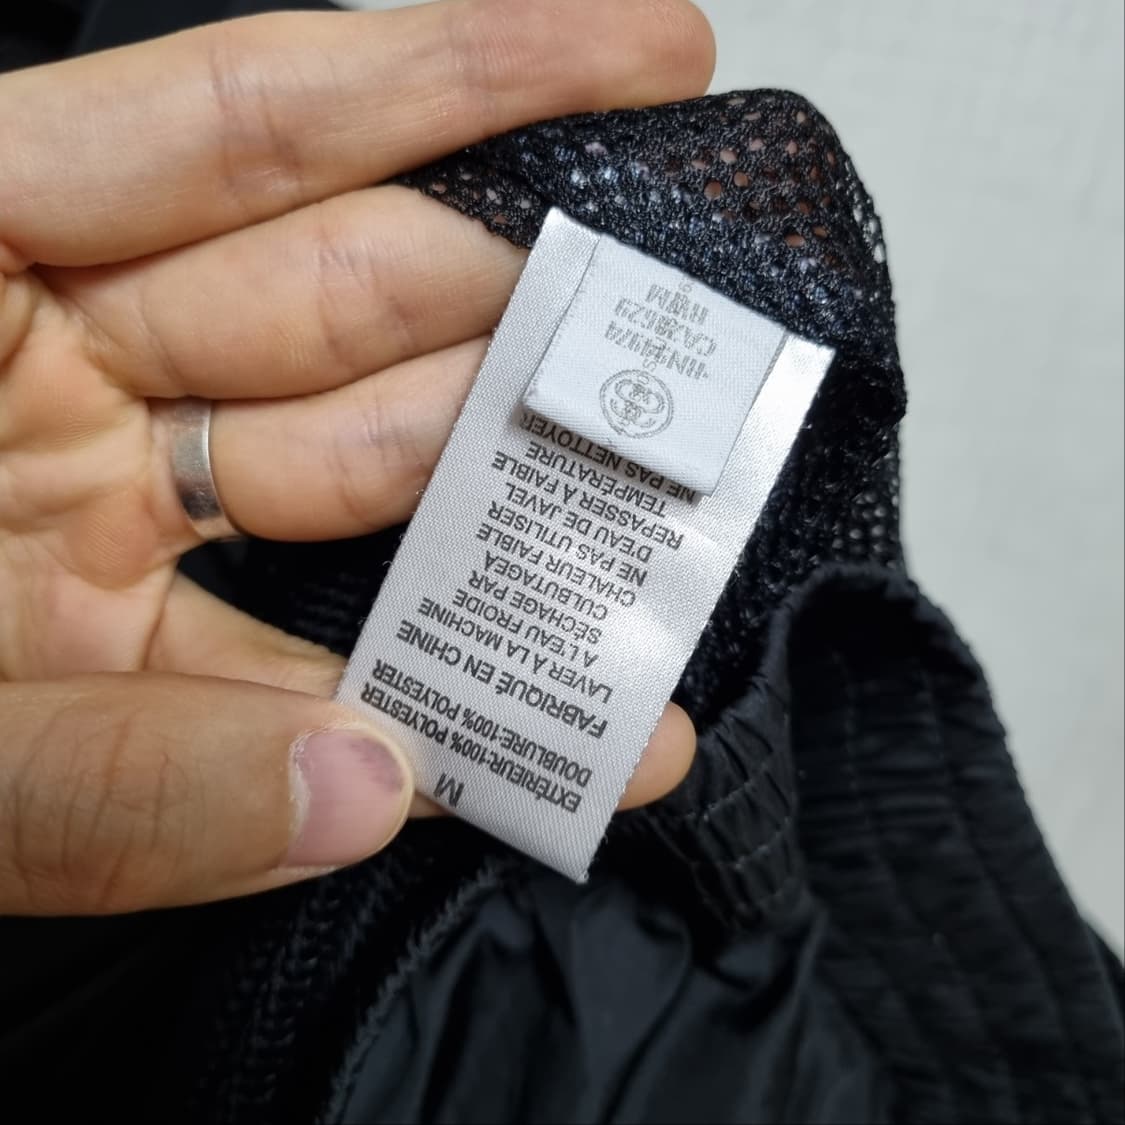 M
EXTÉRIEUR:100% POLYESTER
DOUBLURE:100% POLYESTER
FABRIQUÉ EN CHINE
LAVER À LA MACHINE
A L'EAU FROIDE
SÉCHAGE PAR
CULBUTAGEÀ
CHALEUR FAIBLE
NE PAS UTILISER
D'EAU DE JAVEL
REPASSER À FAIBLE
TEMPÉRATURE
NE PAS NETTOYER